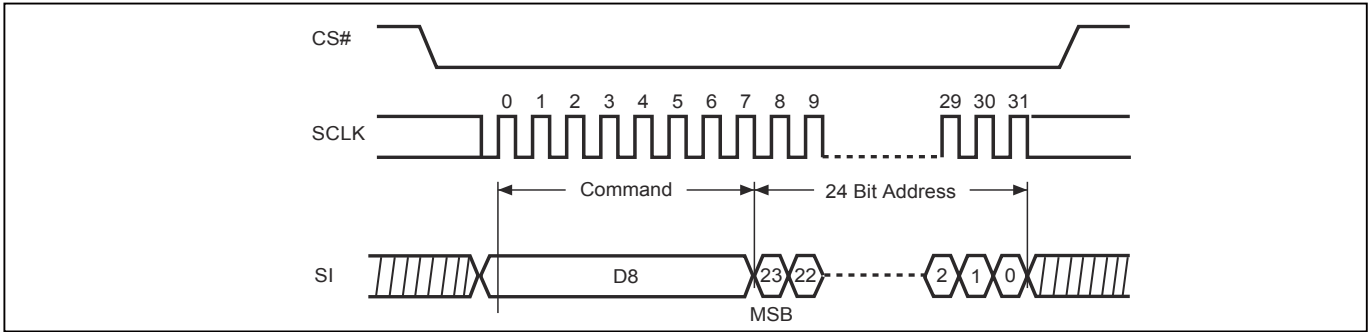 CS#
0 1 2 3 4 5 6 7 8 9 29 30 31
SCLK
Command 24 Bit Address
SI D8 23 22 2 1 0
MSB